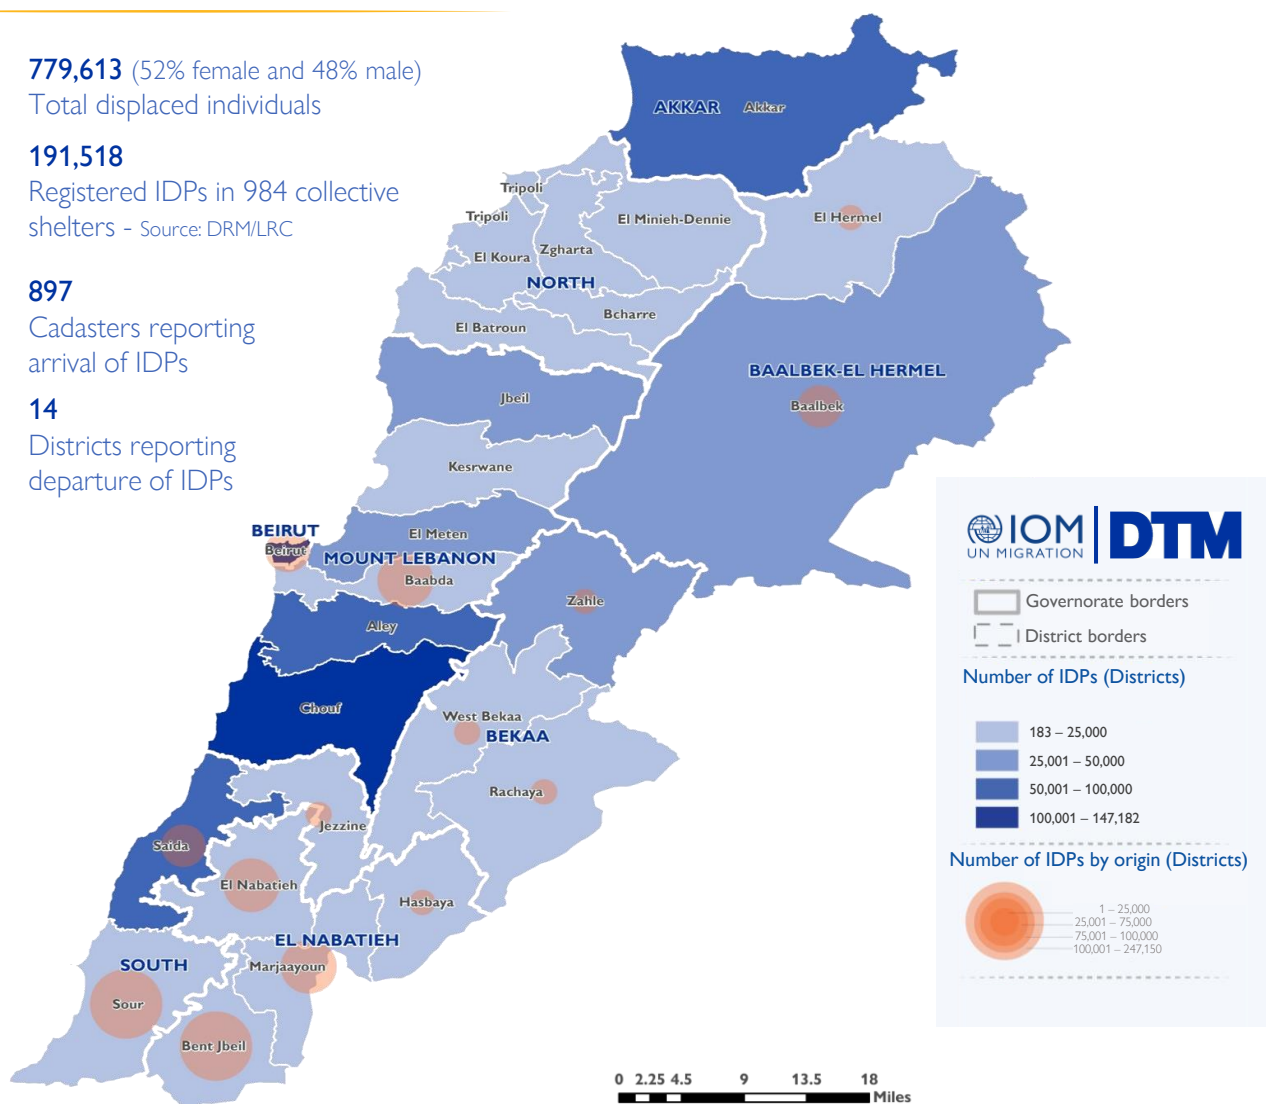 779,613 (52% female and 48% male)
Total displaced individuals
191,518
Registered IDPs in 984 collective
shelters - Source: DRM/LRC
897
Cadasters reporting
arrival of IDPs
14
Districts reporting
departure of IDPs
AKKAR
Akkar
Tripoli
Tripoli
El Minieh-Dennie
El Hermel
El Koura
Zgharta
NORTH
Bcharre
El Batroun
BAALBEK-EL HERMEL
Baalbek
Jbeil
Kesrwane
BEIRUT
Beirut
El Meten
MOUNT LEBANON
Baabda
Zahle
Aley
Chouf
West Bekaa
BEKAA
Rachaya
Jezzine
Saida
El Nabatieh
Hasbaya
EL NABATIEH
Marjaayoun
SOUTH
Sour
Bent Jbeil
IOM
UN MIGRATION
DTM
Governorate borders
District borders
Number of IDPs (Districts)
183 – 25,000
25,001 – 50,000
50,001 – 100,000
100,001 – 147,182
Number of IDPs by origin (Districts)
1 – 25,000
25,001 – 75,000
75,001 – 100,000
100,001 – 247,150
0 2.25 4.5 9 13.5 18
Miles